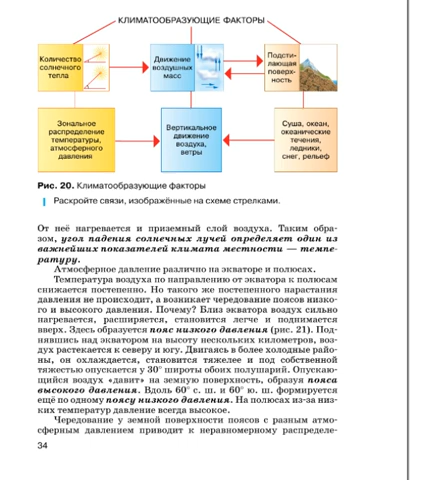 КЛИМАТООБРАЗУЮЩИЕ ФАКТОРЫ
Количество
солнечного
тепла
Движение
воздушных
масс
Подсти-
лающая
поверх-
ность
Зональное
распределение
температуры,
атмосферного
давления
Вертикальное
движение
воздуха,
ветры
Суша, океан,
океанические
течения,
ледники,
снег, рельеф
Рис. 20. Климатообразующие факторы
Раскройте связи, изображённые на схеме стрелками.
От неё нагревается и приземный слой воздуха. Таким обра-
зом, угол падения солнечных лучей определяет один из
важнейших показателей климата местности — темпе-
ратуру.
Атмосферное давление различно на экваторе и полюсах.
Температура воздуха по направлению от экватора к полюсам
снижается постепенно. Но такого же постепенного нарастания
давления не происходит, а возникает чередование поясов низко-
го и высокого давления. Почему? Близ экватора воздух сильно
нагревается, расширяется, становится легче и поднимается
вверх. Здесь образуется пояс низкого давления (рис. 21). Под-
нявшись над экватором на высоту нескольких километров, воз-
дух растекается к северу и югу. Двигаясь в более холодные райо-
ны, он охлаждается, становится тяжелее и под собственной
тяжестью опускается у 30° широты обоих полушарий. Опускаю-
щийся воздух «давит» на земную поверхность, образуя пояса
высокого давления. Вдоль 60° с. ш. и 60° ю. ш. формируется
ещё по одному поясу низкого давления. На полюсах из-за низ-
ких температур давление всегда высокое.
Чередование у земной поверхности поясов с разным атмо-
сферным давлением приводит к неравномерному распределе-
34